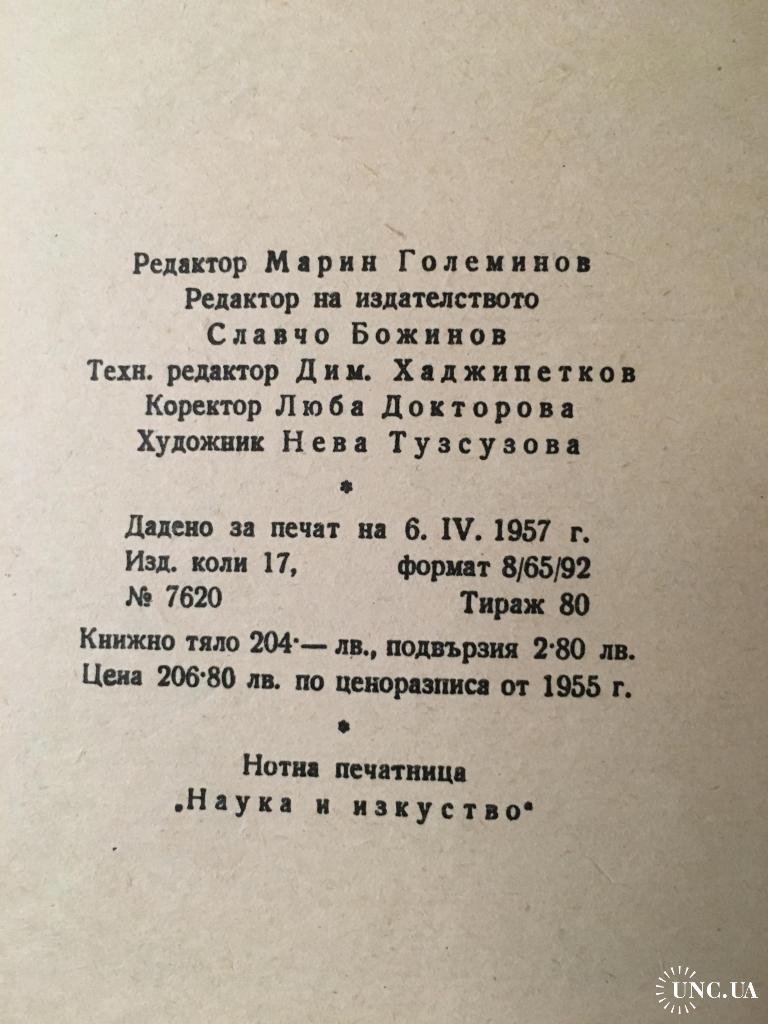 Редактор Марин Големинов
Редактор на издателството
Славчо Божинов
Техн. редактор Дим. Хаджипетков
Коректор Люба Докторова
Художник Нева Тузсузова
*
Дадено за печат на 6. IV. 1957 г.
Изд. коли 17, формат 8/65/92
№ 7620 Тираж 80
Книжно тяло 204·— лв., подвързия 2·80 лв.
Цена 206·80 лв. по ценоразписа от 1955 г.
*
Нотна печатница
„Наука и изкуство“
UNC.UA